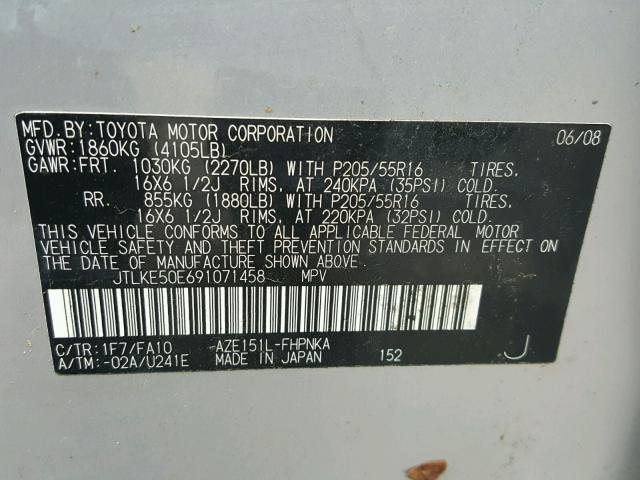 MFD.BY:TOYOTA MOTOR CORPORATION 06/08
GVWR:1860KG (4105LB)
GAWR:FRT. 1030KG (2270LB) WITH P205/55R16 TIRES,
16X6 1/2J RIMS, AT 240KPA (35PSI) COLD.
RR. 855KG (1880LB) WITH P205/55R16 TIRES,
16X6 1/2J RIMS, AT 220KPA (32PSI) COLD.
THIS VEHICLE CONFORMS TO ALL APPLICABLE FEDERAL MOTOR
VEHICLE SAFETY AND THEFT PREVENTION STANDARDS IN EFFECT ON
THE DATE OF MANUFACTURE SHOWN ABOVE.
JTLKE50E691071458 MPV
C/TR:1F7/FA10 -AZE151L-FHPNKA
A/TM:-02A/U241E MADE IN JAPAN 152 J